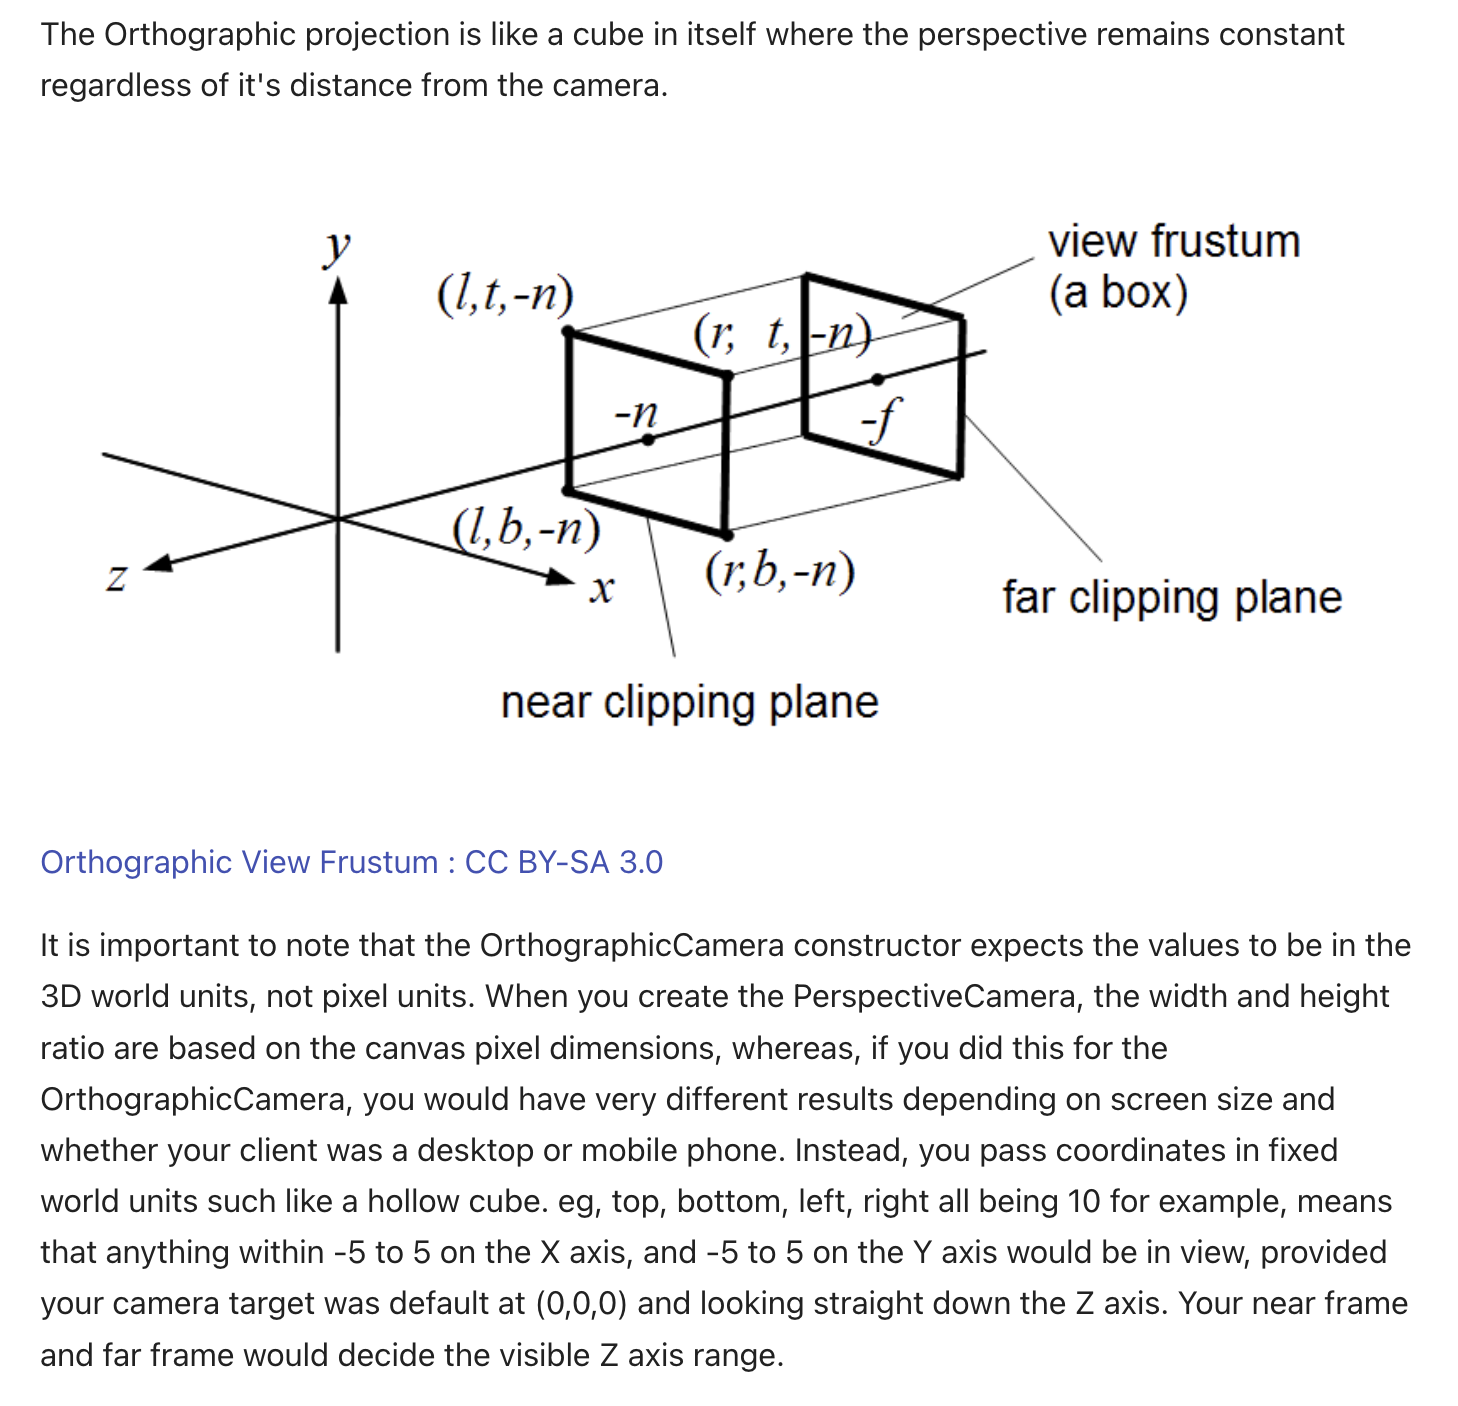 The Orthographic projection is like a cube in itself where the perspective remains constant
regardless of it's distance from the camera.
y
(l,t,-n)
view frustum
(a box)
(r, t, -n)
-n
-f
(l,b,-n)
z
x
(r,b,-n)
far clipping plane
near clipping plane
Orthographic View Frustum : CC BY-SA 3.0
It is important to note that the OrthographicCamera constructor expects the values to be in the
3D world units, not pixel units. When you create the PerspectiveCamera, the width and height
ratio are based on the canvas pixel dimensions, whereas, if you did this for the
OrthographicCamera, you would have very different results depending on screen size and
whether your client was a desktop or mobile phone. Instead, you pass coordinates in fixed
world units such like a hollow cube. eg, top, bottom, left, right all being 10 for example, means
that anything within -5 to 5 on the X axis, and -5 to 5 on the Y axis would be in view, provided
your camera target was default at (0,0,0) and looking straight down the Z axis. Your near frame
and far frame would decide the visible Z axis range.